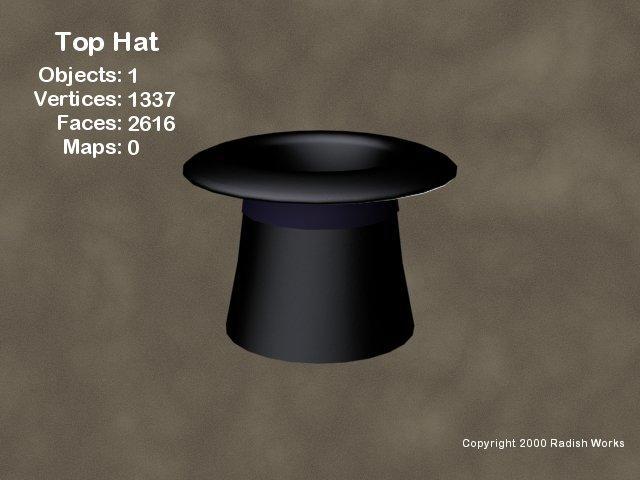 Top Hat
Objects: 1
Vertices: 1337
Faces: 2616
Maps: 0
Copyright 2000 Radish Works